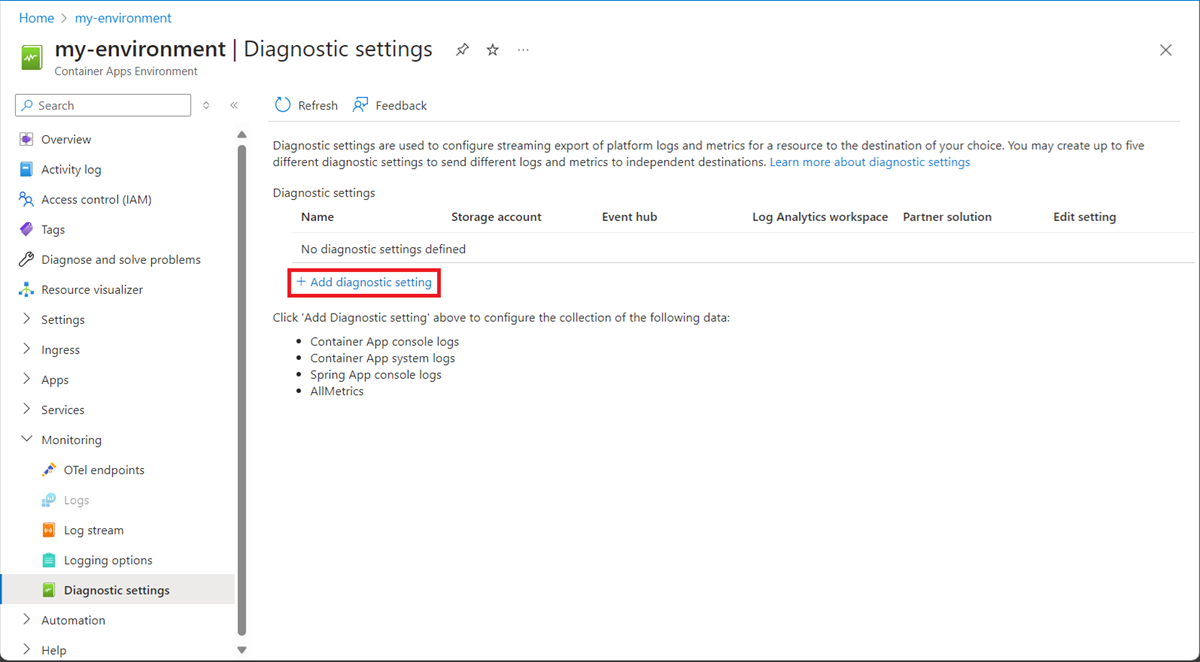 Home > my-environment
my-environment | Diagnostic settings
Container Apps Environment
Search
Overview
Activity log
Access control (IAM)
Tags
Diagnose and solve problems
Resource visualizer
Settings
Ingress
Apps
Services
Monitoring
OTel endpoints
Logs
Log stream
Logging options
Diagnostic settings
Automation
Help
Refresh Feedback
Diagnostic settings are used to configure streaming export of platform logs and metrics for a resource to the destination of your choice. You may create up to five
different diagnostic settings to send different logs and metrics to independent destinations. Learn more about diagnostic settings
Diagnostic settings
Name Storage account Event hub Log Analytics workspace Partner solution Edit setting
No diagnostic settings defined
+ Add diagnostic setting
Click 'Add Diagnostic setting' above to configure the collection of the following data:
• Container App console logs
• Container App system logs
• Spring App console logs
• AllMetrics